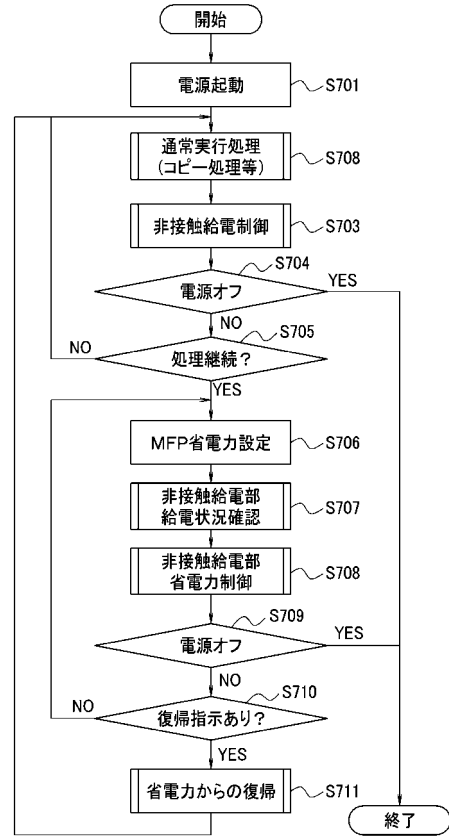 開始
電源起動
S701
通常実行処理
(コピー処理等)
S708
非接触給電制御
S703
S704
電源オフ
YES
NO
S705
処理継続?
NO
YES
MFP省電力設定
S706
非接触給電部
給電状況確認
S707
非接触給電部
省電力制御
S708
S709
電源オフ
YES
NO
S710
復帰指示あり?
NO
YES
省電力からの復帰
S711
終了